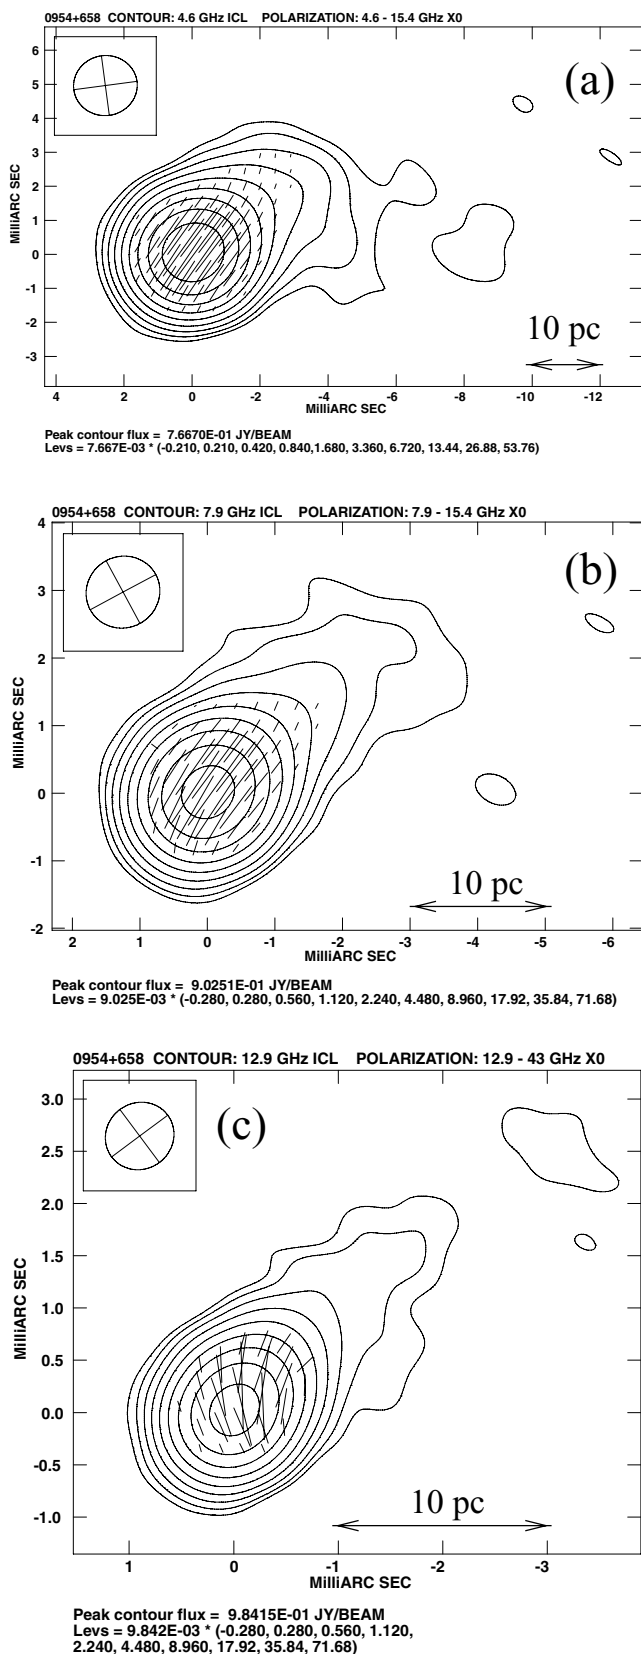 0954+658 CONTOUR: 4.6 GHz ICL POLARIZATION: 4.6 - 15.4 GHz X0
(a)
6
5
4
3
2
1
0
-1
-2
-3
MilliARC SEC
10 pc
4 2 0 -2 -4 -6 -8 -10 -12
MilliARC SEC
Peak contour flux = 7.6670E-01 JY/BEAM
Levs = 7.667E-03 * (-0.210, 0.210, 0.420, 0.840,1.680, 3.360, 6.720, 13.44, 26.88, 53.76)
0954+658 CONTOUR: 7.9 GHz ICL POLARIZATION: 7.9 - 15.4 GHz X0
(b)
4
3
2
1
0
-1
-2
MilliARC SEC
10 pc
2 1 0 -1 -2 -3 -4 -5 -6
MilliARC SEC
Peak contour flux = 9.0251E-01 JY/BEAM
Levs = 9.025E-03 * (-0.280, 0.280, 0.560, 1.120, 2.240, 4.480, 8.960, 17.92, 35.84, 71.68)
0954+658 CONTOUR: 12.9 GHz ICL POLARIZATION: 12.9 - 43 GHz X0
(c)
3.0
2.5
2.0
1.5
1.0
0.5
0.0
-0.5
-1.0
MilliARC SEC
10 pc
1 0 -1 -2 -3
MilliARC SEC
Peak contour flux = 9.8415E-01 JY/BEAM
Levs = 9.842E-03 * (-0.280, 0.280, 0.560, 1.120,
2.240, 4.480, 8.960, 17.92, 35.84, 71.68)